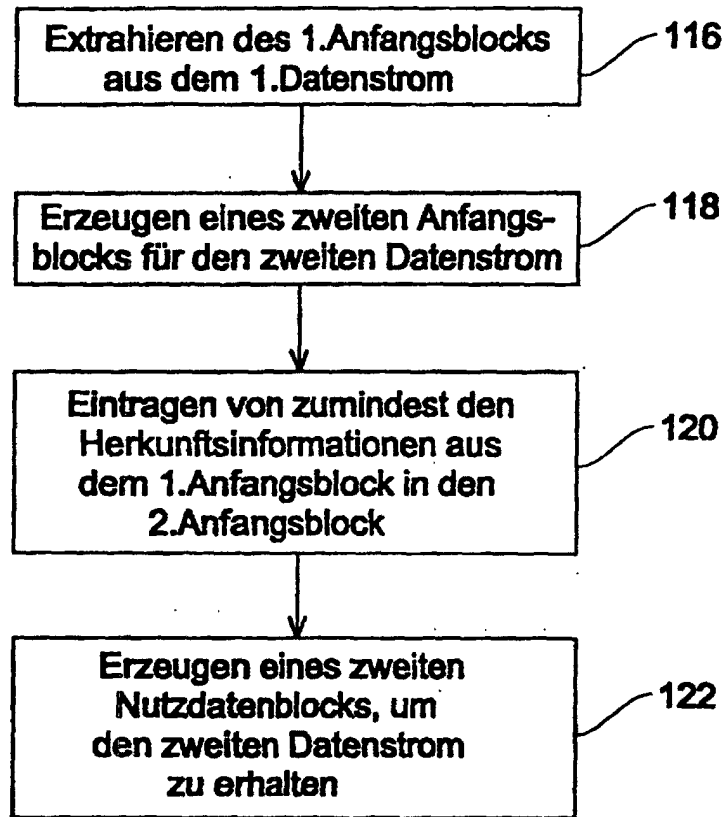 Extrahieren des 1.Anfangsblocks
aus dem 1.Datenstrom
116
Erzeugen eines zweiten Anfangs-
blocks für den zweiten Datenstrom
118
Eintragen von zumindest den
Herkunftsinformationen aus
dem 1.Anfangsblock in den
2.Anfangsblock
120
Erzeugen eines zweiten
Nutzdatenblocks, um
den zweiten Datenstrom
zu erhalten
122